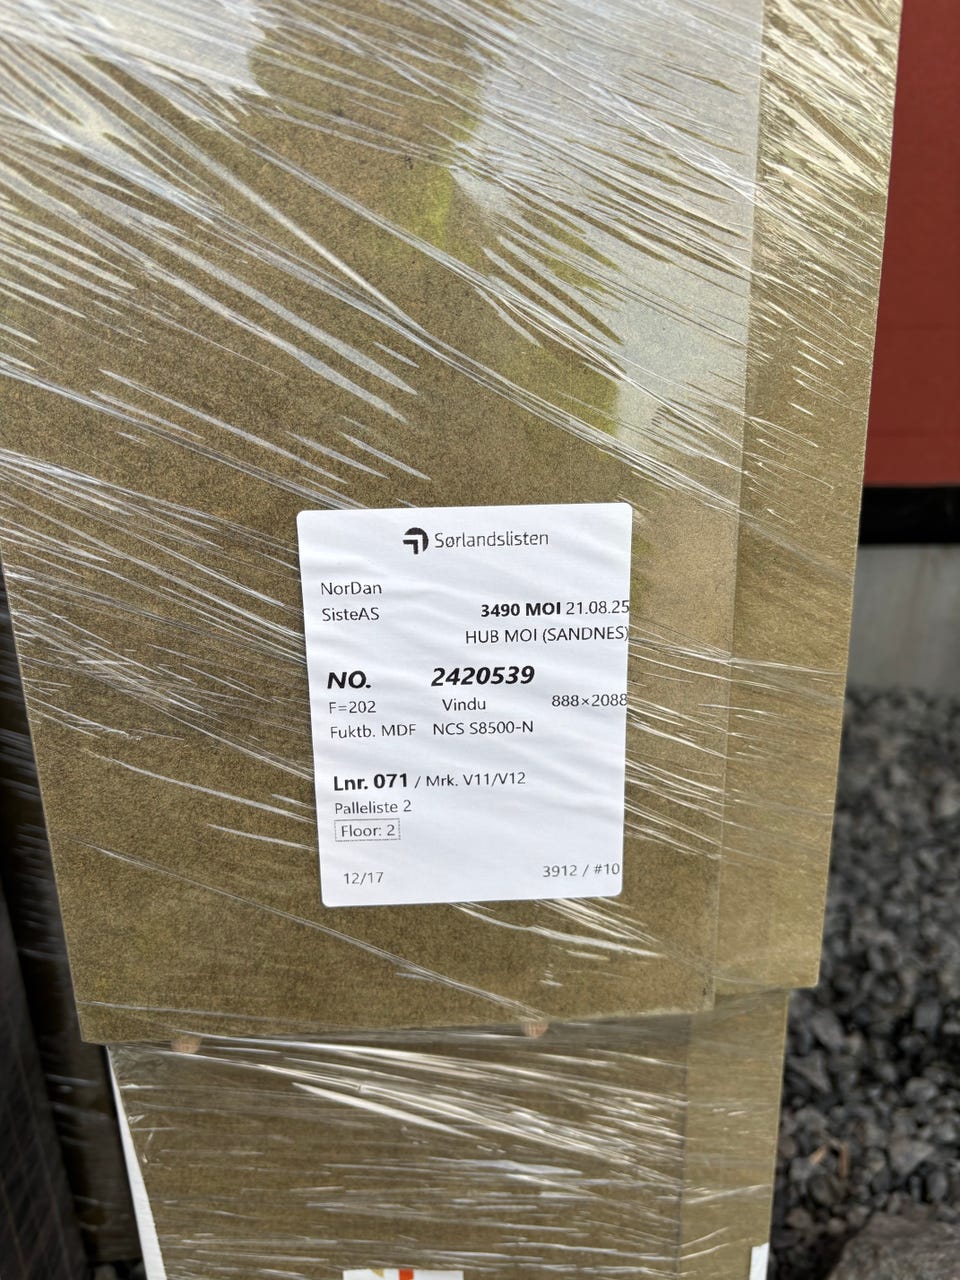 Sørlandslisten
NorDan
SisteAS
3490 MOI 21.08.25
HUB MOI (SANDNES)
NO. 2420539
F=202 Vindu 888×2088
Fuktb. MDF NCS S8500-N
Lnr. 071 / Mrk. V11/V12
Palleliste 2
Floor: 2
12/17 3912 / #10